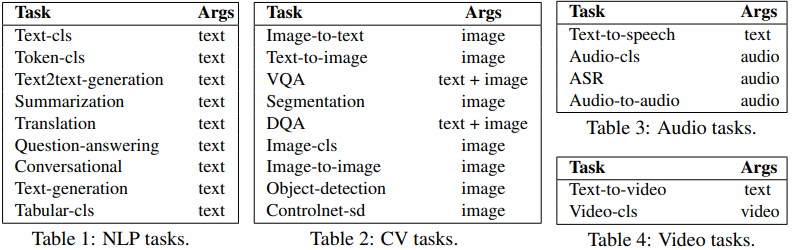 Task Args
Text-cls text
Token-cls text
Text2text-generation text
Summarization text
Translation text
Question-answering text
Conversational text
Text-generation text
Tabular-cls text
Table 1: NLP tasks.
Task Args
Image-to-text image
Text-to-image image
VQA text + image
Segmentation image
DQA text + image
Image-cls image
Image-to-image image
Object-detection image
Controlnet-sd image
Table 2: CV tasks.
Task Args
Text-to-speech text
Audio-cls audio
ASR audio
Audio-to-audio audio
Table 3: Audio tasks.
Task Args
Text-to-video text
Video-cls video
Table 4: Video tasks.